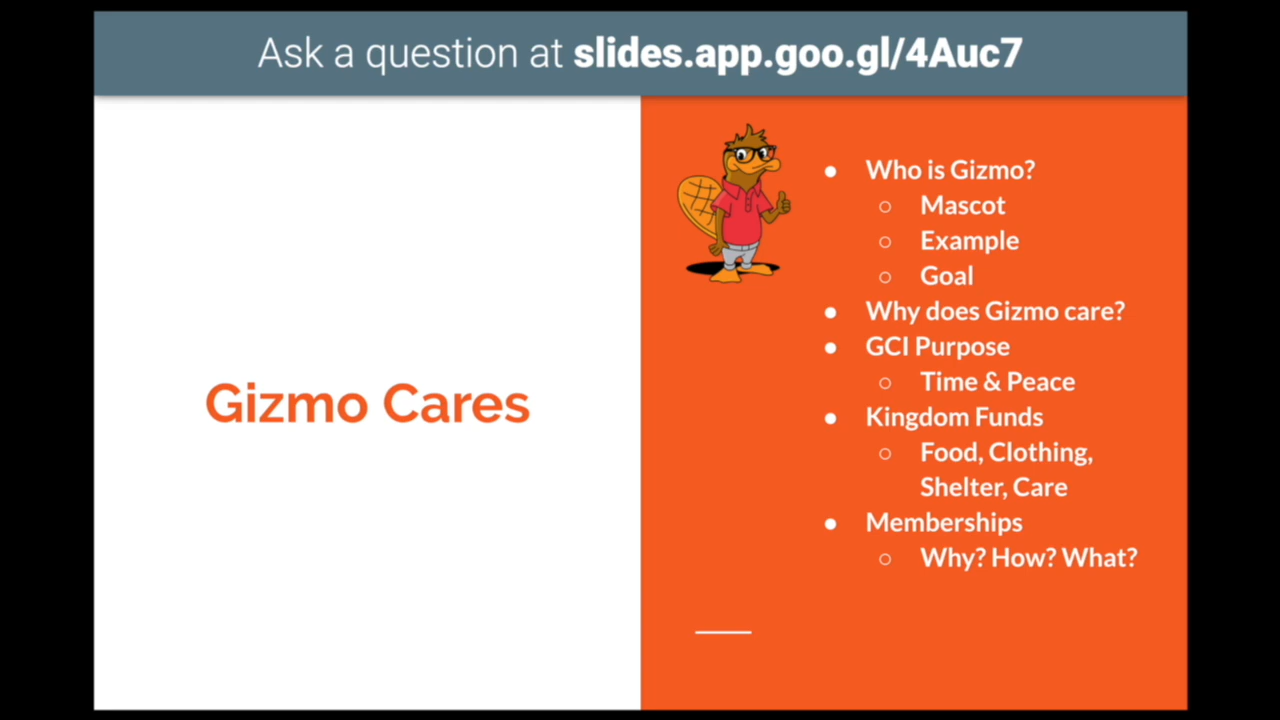 Ask a question at slides.app.goo.gl/4Auc7
Gizmo Cares
● Who is Gizmo?
○ Mascot
○ Example
○ Goal
● Why does Gizmo care?
● GCI Purpose
○ Time & Peace
● Kingdom Funds
○ Food, Clothing,
Shelter, Care
● Memberships
○ Why? How? What?